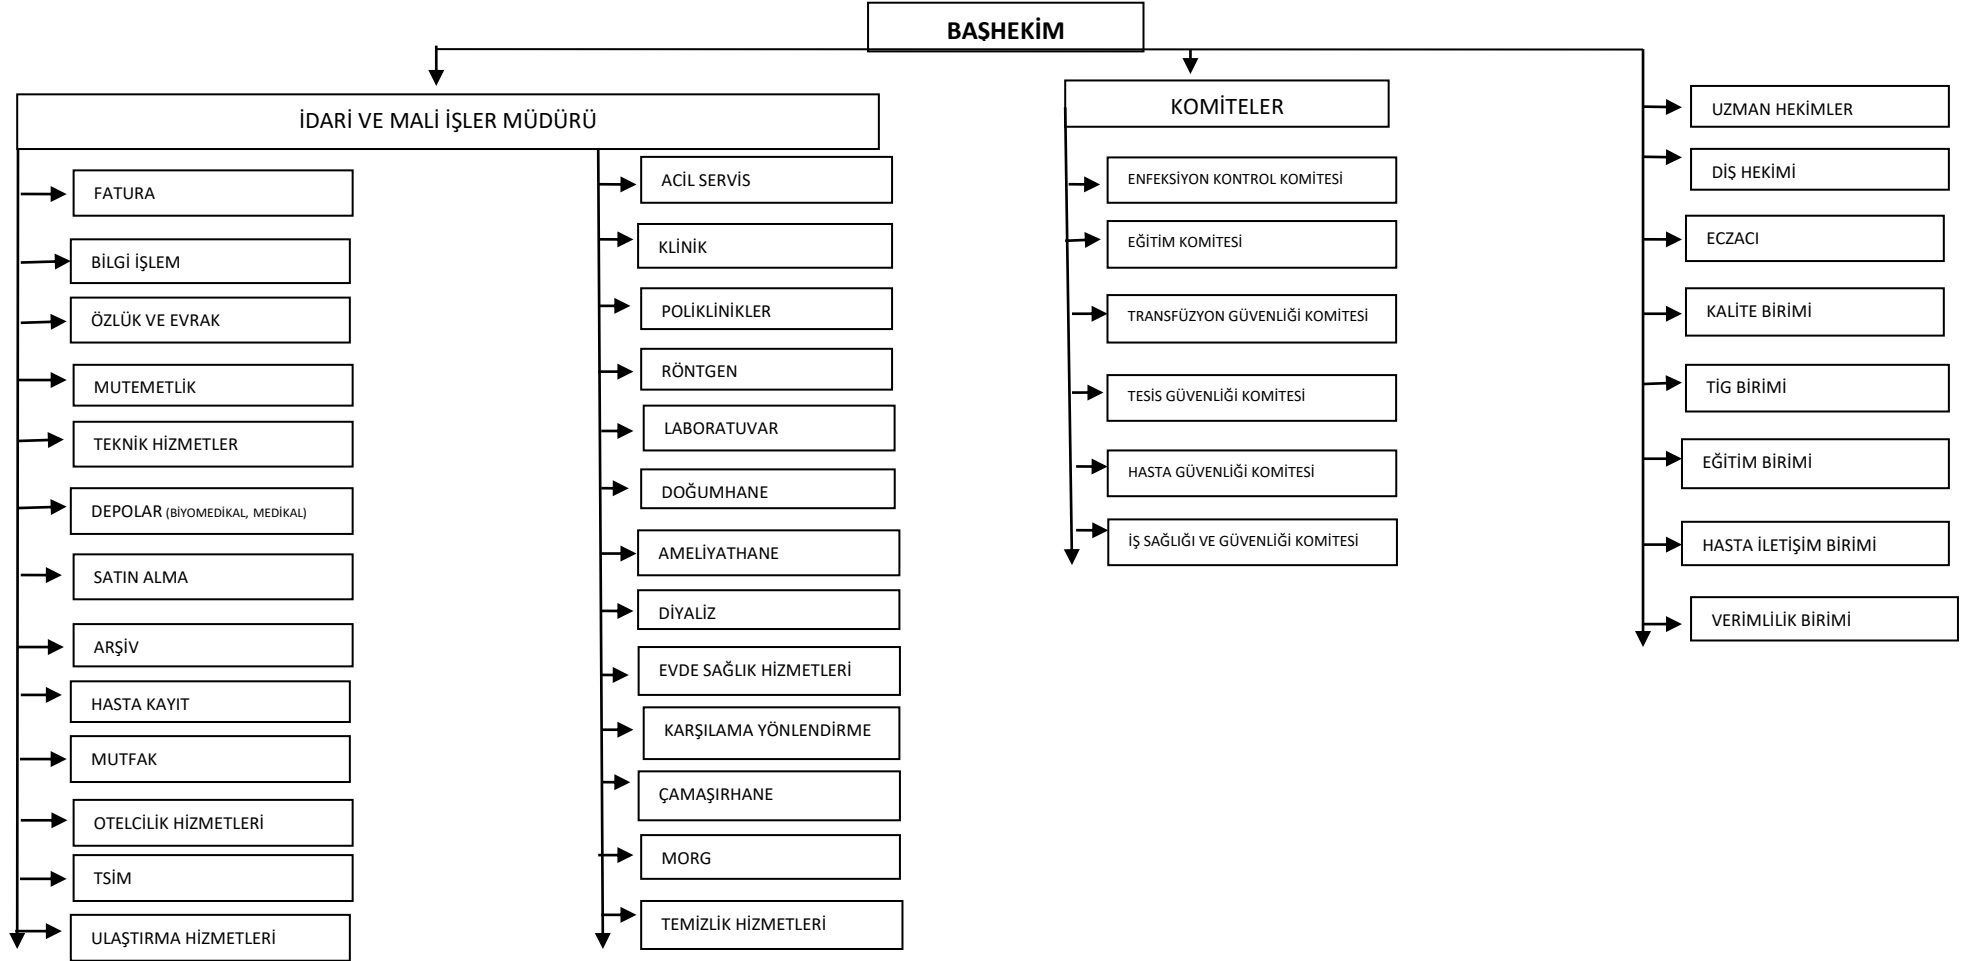 BAŞHEKİM
İDARİ VE MALİ İŞLER MÜDÜRÜ
FATURA
BİLGİ İŞLEM
ÖZLÜK VE EVRAK
MUTEMETLİK
TEKNİK HİZMETLER
DEPOLAR (BİYOMEDİKAL, MEDİKAL)
SATIN ALMA
ARŞİV
HASTA KAYIT
MUTFAK
OTELCİLİK HİZMETLERİ
TSİM
ULAŞTIRMA HİZMETLERİ
ACİL SERVİS
KLİNİK
POLİKLİNİKLER
RÖNTGEN
LABORATUVAR
DOĞUMHANE
AMELİYATHANE
DİYALİZ
EVDE SAĞLIK HİZMETLERİ
KARŞILAMA YÖNLENDİRME
ÇAMAŞIRHANE
MORG
TEMİZLİK HİZMETLERİ
KOMİTELER
ENFEKSİYON KONTROL KOMİTESİ
EĞİTİM KOMİTESİ
TRANSFÜZYON GÜVENLİĞİ KOMİTESİ
TESİS GÜVENLİĞİ KOMİTESİ
HASTA GÜVENLİĞİ KOMİTESİ
İŞ SAĞLIĞI VE GÜVENLİĞİ KOMİTESİ
UZMAN HEKİMLER
DİŞ HEKİMİ
ECZACI
KALİTE BİRİMİ
TİG BİRİMİ
EĞİTİM BİRİMİ
HASTA İLETİŞİM BİRİMİ
VERİMLİLİK BİRİMİ